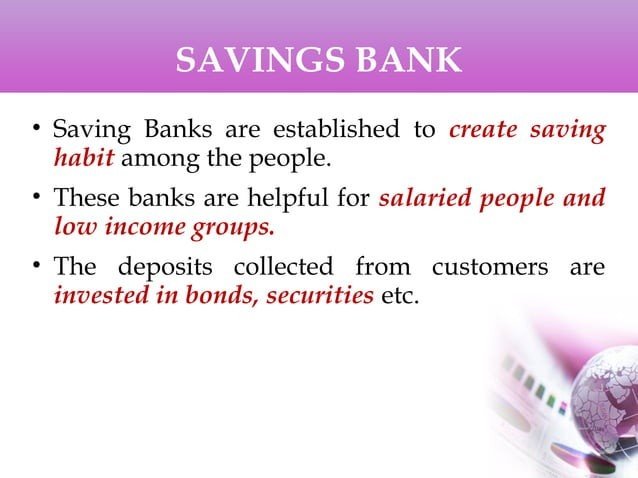 SAVINGS BANK
• Saving Banks are established to create saving
habit among the people.
• These banks are helpful for salaried people and
low income groups.
• The deposits collected from customers are
invested in bonds, securities etc.